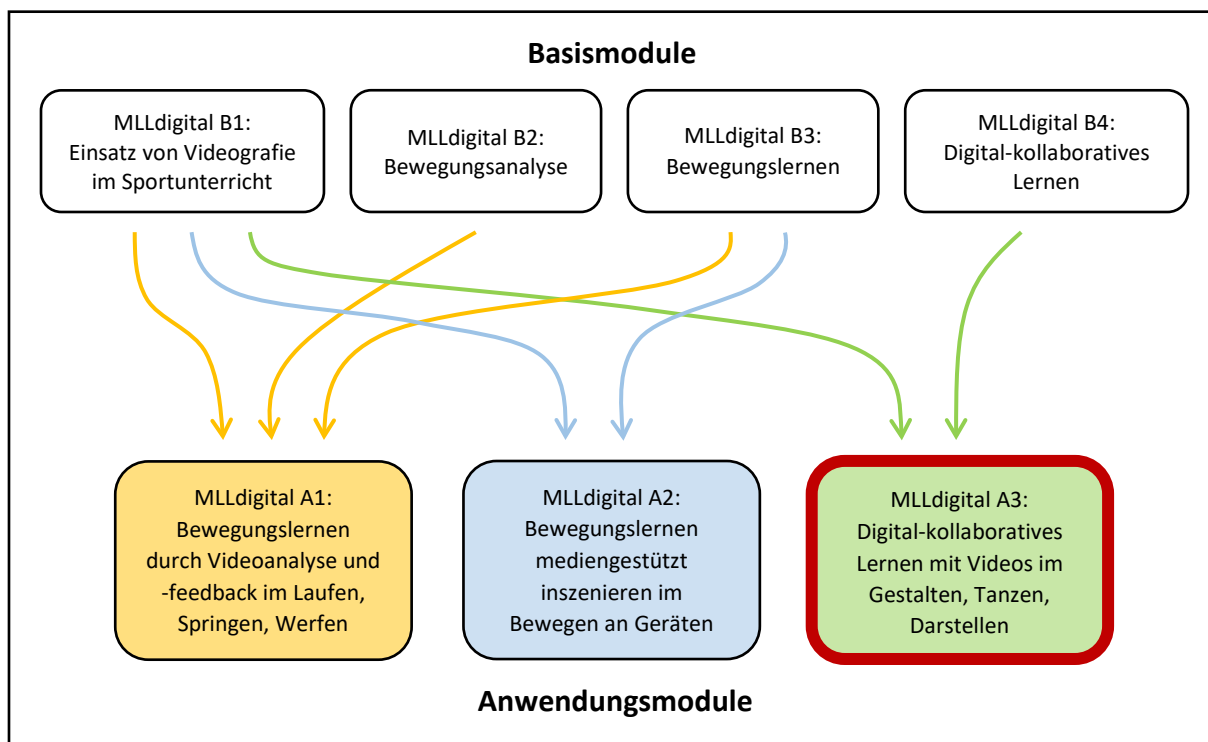 Basismodule
MLLdigital B1:
Einsatz von Videografie
im Sportunterricht
MLLdigital B2:
Bewegungsanalyse
MLLdigital B3:
Bewegungslernen
MLLdigital B4:
Digital-kollaboratives
Lernen
MLLdigital A1:
Bewegungslernen
durch Videoanalyse und
-feedback im Laufen,
Springen, Werfen
MLLdigital A2:
Bewegungslernen
mediengestützt
inszenieren im
Bewegen an Geräten
MLLdigital A3:
Digital-kollaboratives
Lernen mit Videos im
Gestalten, Tanzen,
Darstellen
Anwendungsmodule